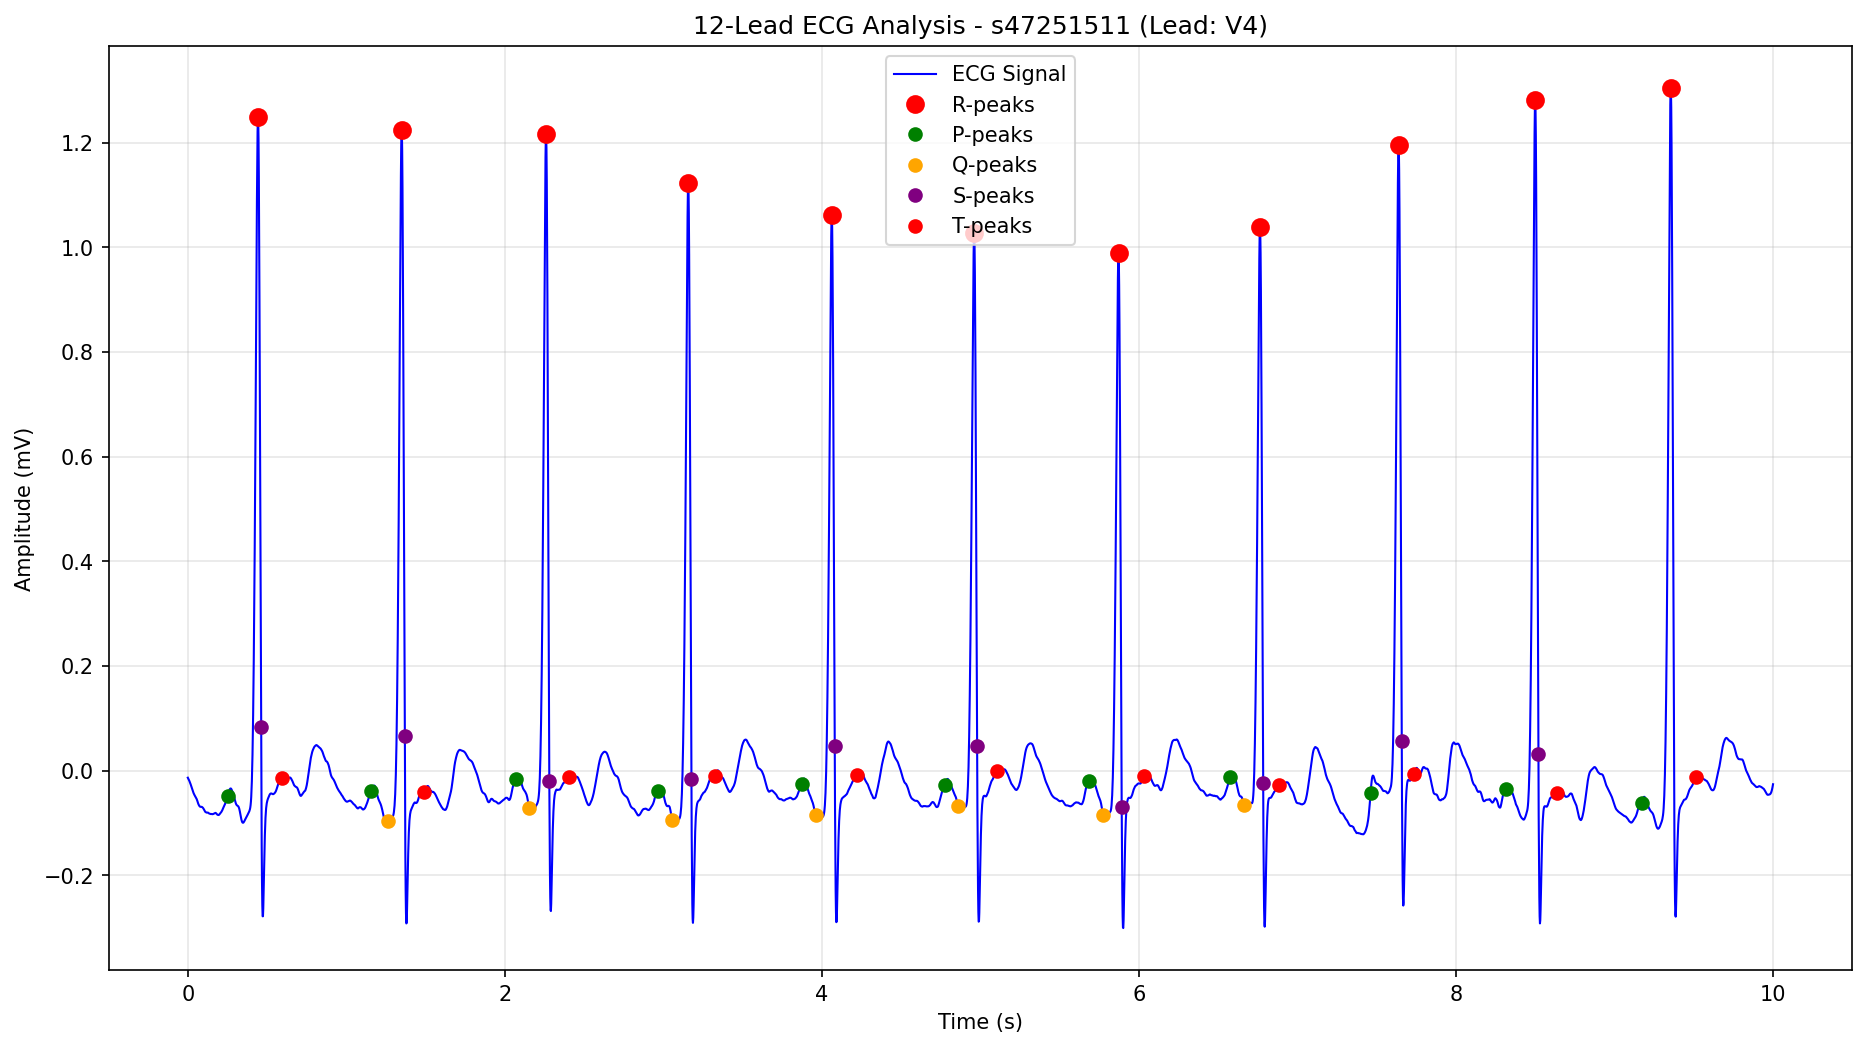 12-Lead ECG Analysis - s47251511 (Lead: V4)
ECG Signal
R-peaks
P-peaks
Q-peaks
S-peaks
T-peaks
Amplitude (mV)
1.2
1.0
0.8
0.6
0.4
0.2
0.0
−0.2
0 2 4 6 8 10
Time (s)